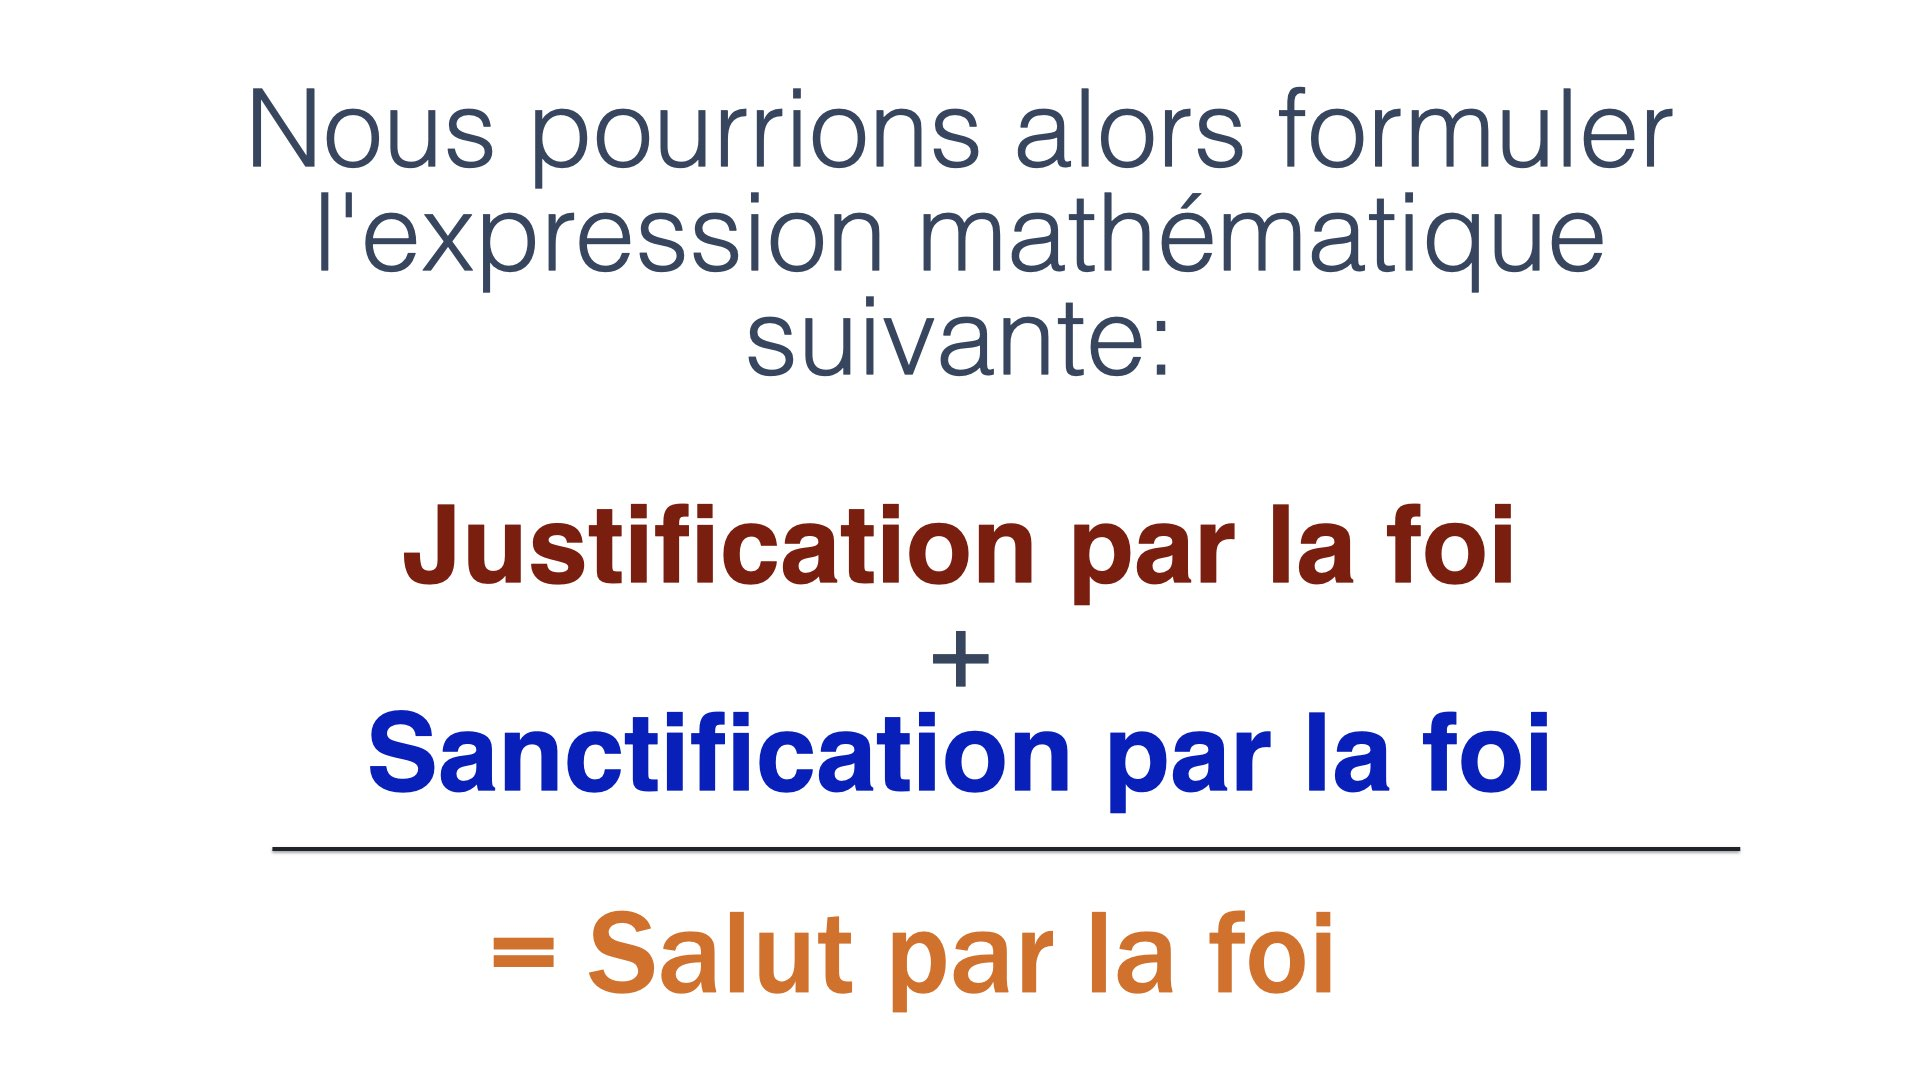 Nous pourrions alors formuler
l'expression mathématique
suivante:
Justification par la foi
+
Sanctification par la foi
= Salut par la foi